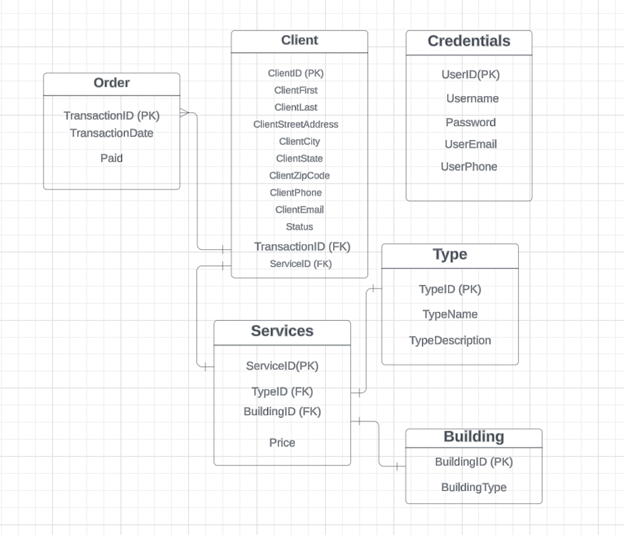 Order
TransactionID (PK)
TransactionDate
Paid
Client
ClientID (PK)
ClientFirst
ClientLast
ClientStreetAddress
ClientCity
ClientState
ClientZipCode
ClientPhone
ClientEmail
Status
TransactionID (FK)
ServiceID (FK)
Credentials
UserID(PK)
Username
Password
UserEmail
UserPhone
Type
TypeID (PK)
TypeName
TypeDescription
Services
ServiceID(PK)
TypeID (FK)
BuildingID (FK)
Price
Building
BuildingID (PK)
BuildingType